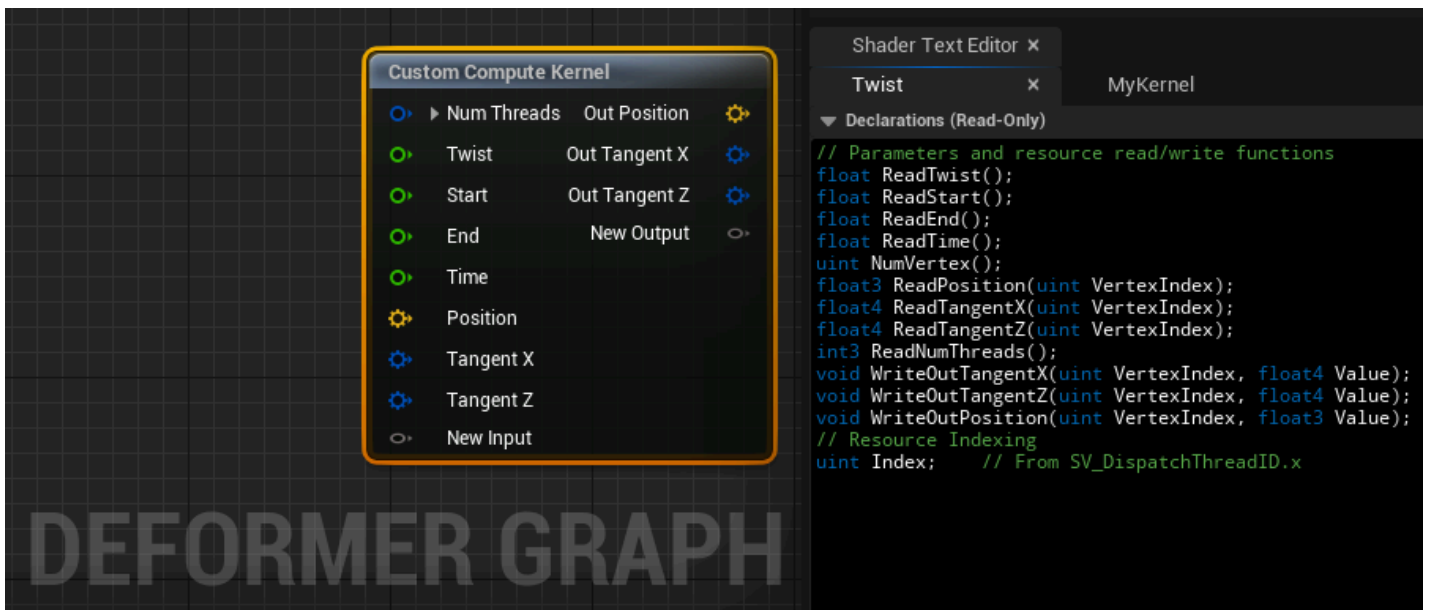 Custom Compute Kernel
Num Threads Out Position
Twist Out Tangent X
Start Out Tangent Z
End New Output
Time
Position
Tangent X
Tangent Z
New Input
DEFORMER GRAPH
Shader Text Editor ×
Twist × MyKernel
Declarations (Read-Only)
// Parameters and resource read/write functions
float ReadTwist();
float ReadStart();
float ReadEnd();
float ReadTime();
uint NumVertex();
float3 ReadPosition(uint VertexIndex);
float4 ReadTangentX(uint VertexIndex);
float4 ReadTangentZ(uint VertexIndex);
int3 ReadNumThreads();
void WriteOutTangentX(uint VertexIndex, float4 Value);
void WriteOutTangentZ(uint VertexIndex, float4 Value);
void WriteOutPosition(uint VertexIndex, float3 Value);
// Resource Indexing
uint Index; // From SV_DispatchThreadID.x